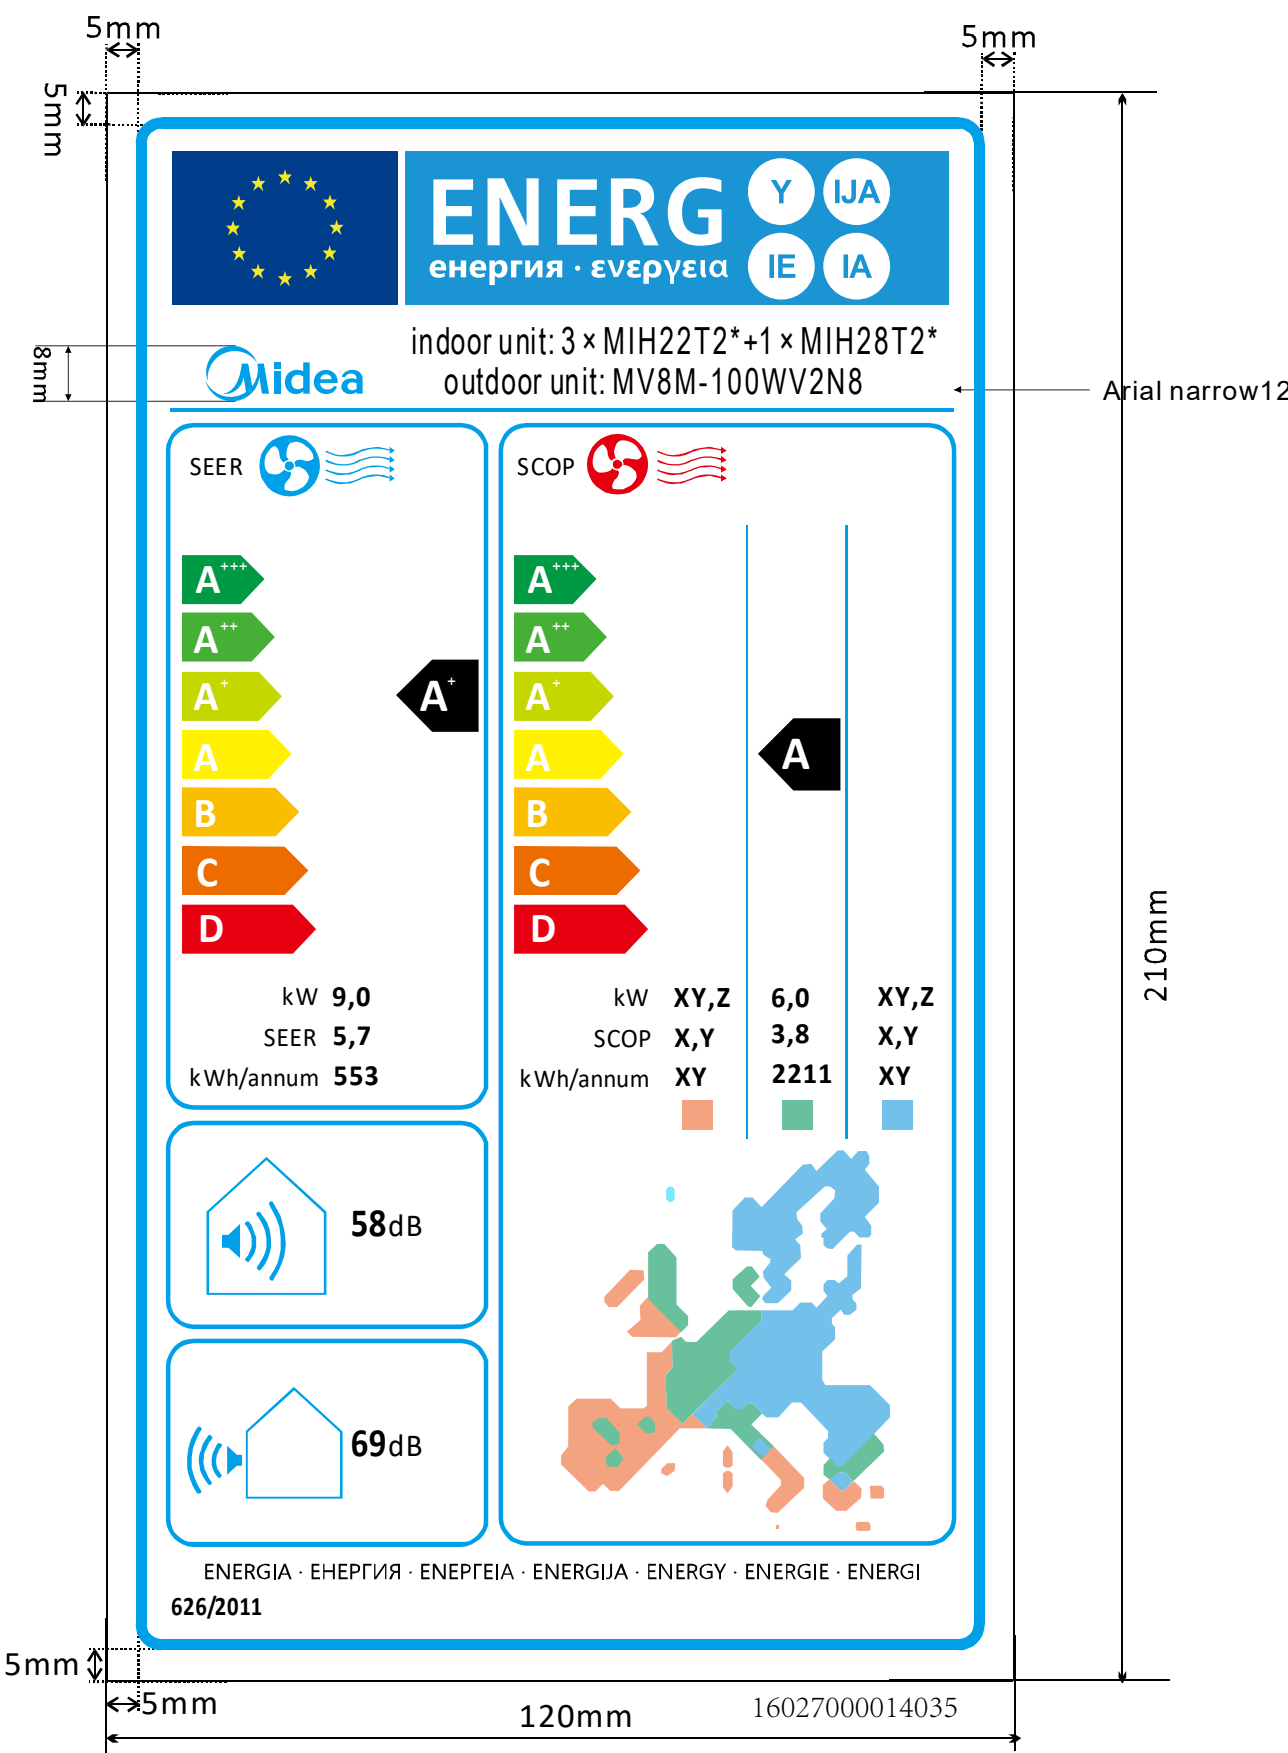 5mm
5mm
5mm
ENERG
енергия · ενεργεια
Y
IJA
IE
IA
8mm
Midea
indoor unit: 3 × MIH22T2*+1 × MIH28T2*
outdoor unit: MV8M-100WV2N8
Arial narrow12
SEER
A+++
A++
A+
A
B
C
D
A+
kW 9,0
SEER 5,7
kWh/annum 553
SCOP
A+++
A++
A+
A
B
C
D
A
kW XY,Z 6,0 XY,Z
SCOP X,Y 3,8 X,Y
kWh/annum XY 2211 XY
58dB
69dB
210mm
ENERGIA · ЕНЕРГИЯ · ΕΝΕΡΓΕΙΑ · ENERGIJA · ENERGY · ENERGIE · ENERGI
626/2011
5mm
5mm
120mm
16027000014035